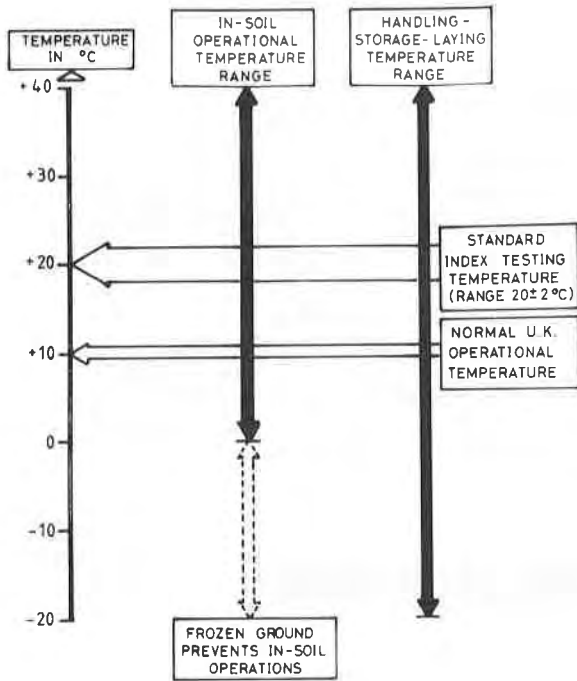 TEMPERATURE
IN °C
IN-SOIL
OPERATIONAL
TEMPERATURE
RANGE
HANDLING-
STORAGE-LAYING
TEMPERATURE
RANGE
+40
+30
+20
+10
0
-10
-20
STANDARD
INDEX TESTING
TEMPERATURE
(RANGE 20±2°C)
NORMAL U.K.
OPERATIONAL
TEMPERATURE
FROZEN GROUND
PREVENTS IN-SOIL
OPERATIONS